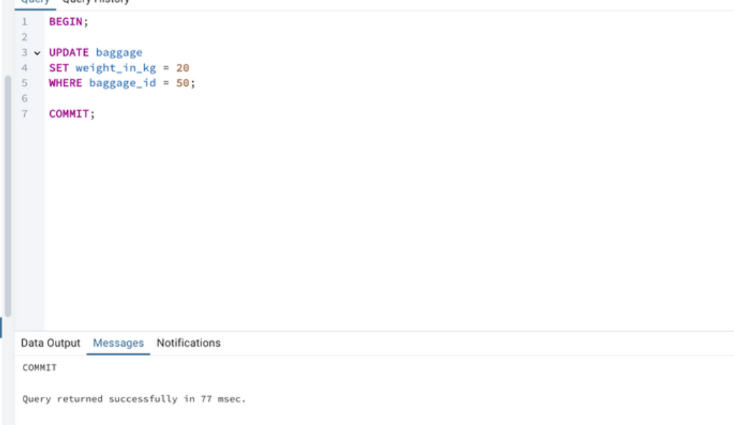 Query Query History
1 BEGIN;
2
3 UPDATE baggage
4 SET weight_in_kg = 20
5 WHERE baggage_id = 50;
6
7 COMMIT;
Data Output Messages Notifications
COMMIT
Query returned successfully in 77 msec.